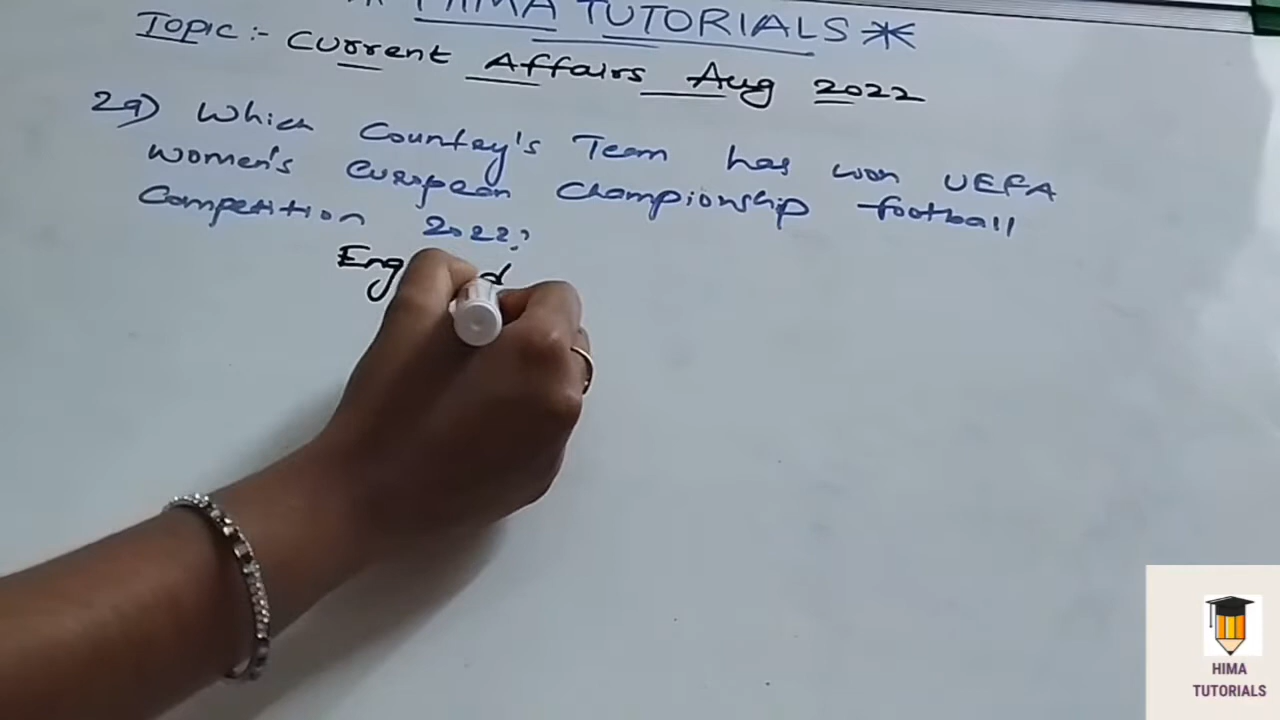 * HIMA TUTORIALS *
Topic :- Current Affairs Aug 2022
29) Which Country's Team has won UEFA
women's European Championship football
Competition 2022?
Eng d
HIMA
TUTORIALS